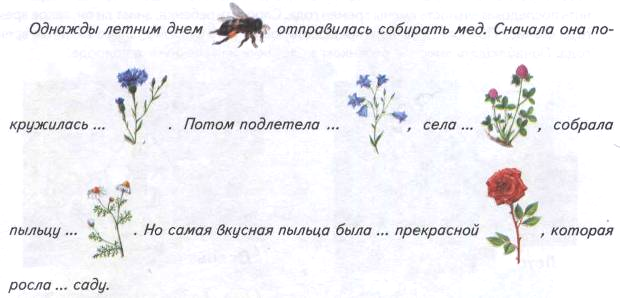 Однажды летним днем отправилась собирать мед. Сначала она по-
кружилась ... . Потом подлетела ... , села ... , собрала
пыльцу ... . Но самая вкусная пыльца была ... прекрасной , которая
росла ... саду.